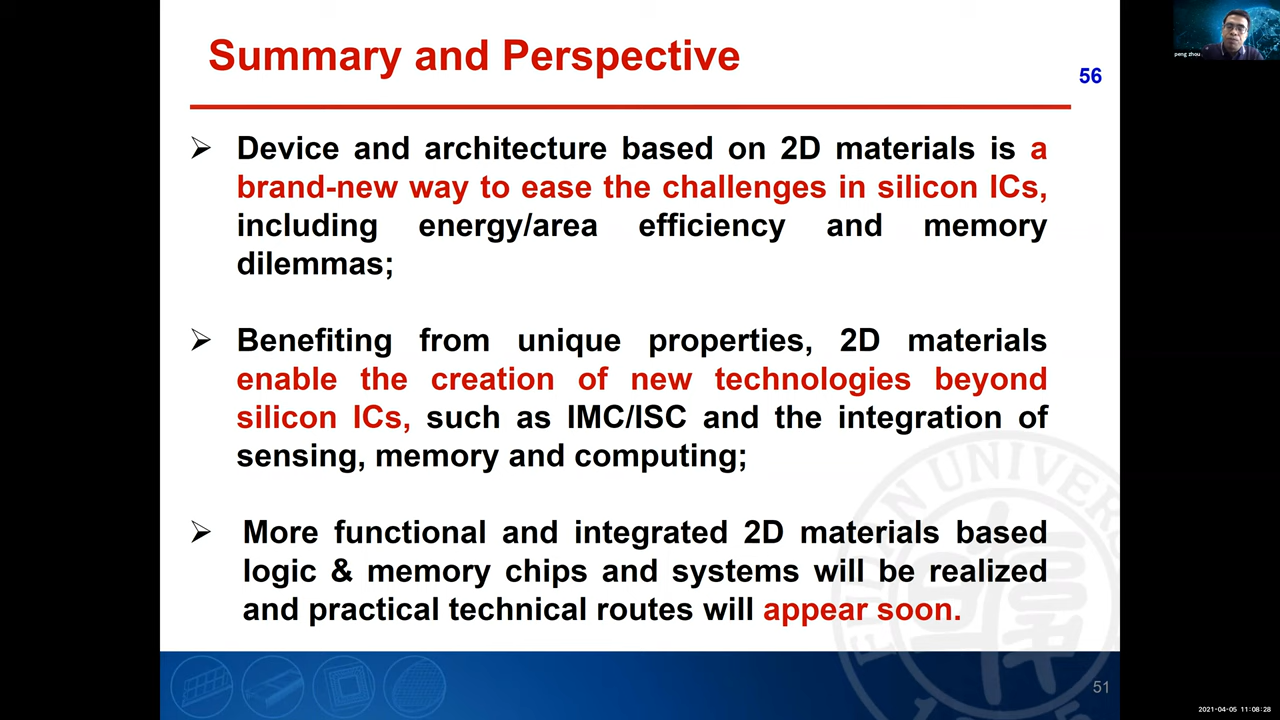 Summary and Perspective
56
peng zhou
➢ Device and architecture based on 2D materials is a
brand-new way to ease the challenges in silicon ICs,
including energy/area efficiency and memory
dilemmas;
➢ Benefiting from unique properties, 2D materials
enable the creation of new technologies beyond
silicon ICs, such as IMC/ISC and the integration of
sensing, memory and computing;
➢ More functional and integrated 2D materials based
logic & memory chips and systems will be realized
and practical technical routes will appear soon.
51
2021-04-05 11:08:28